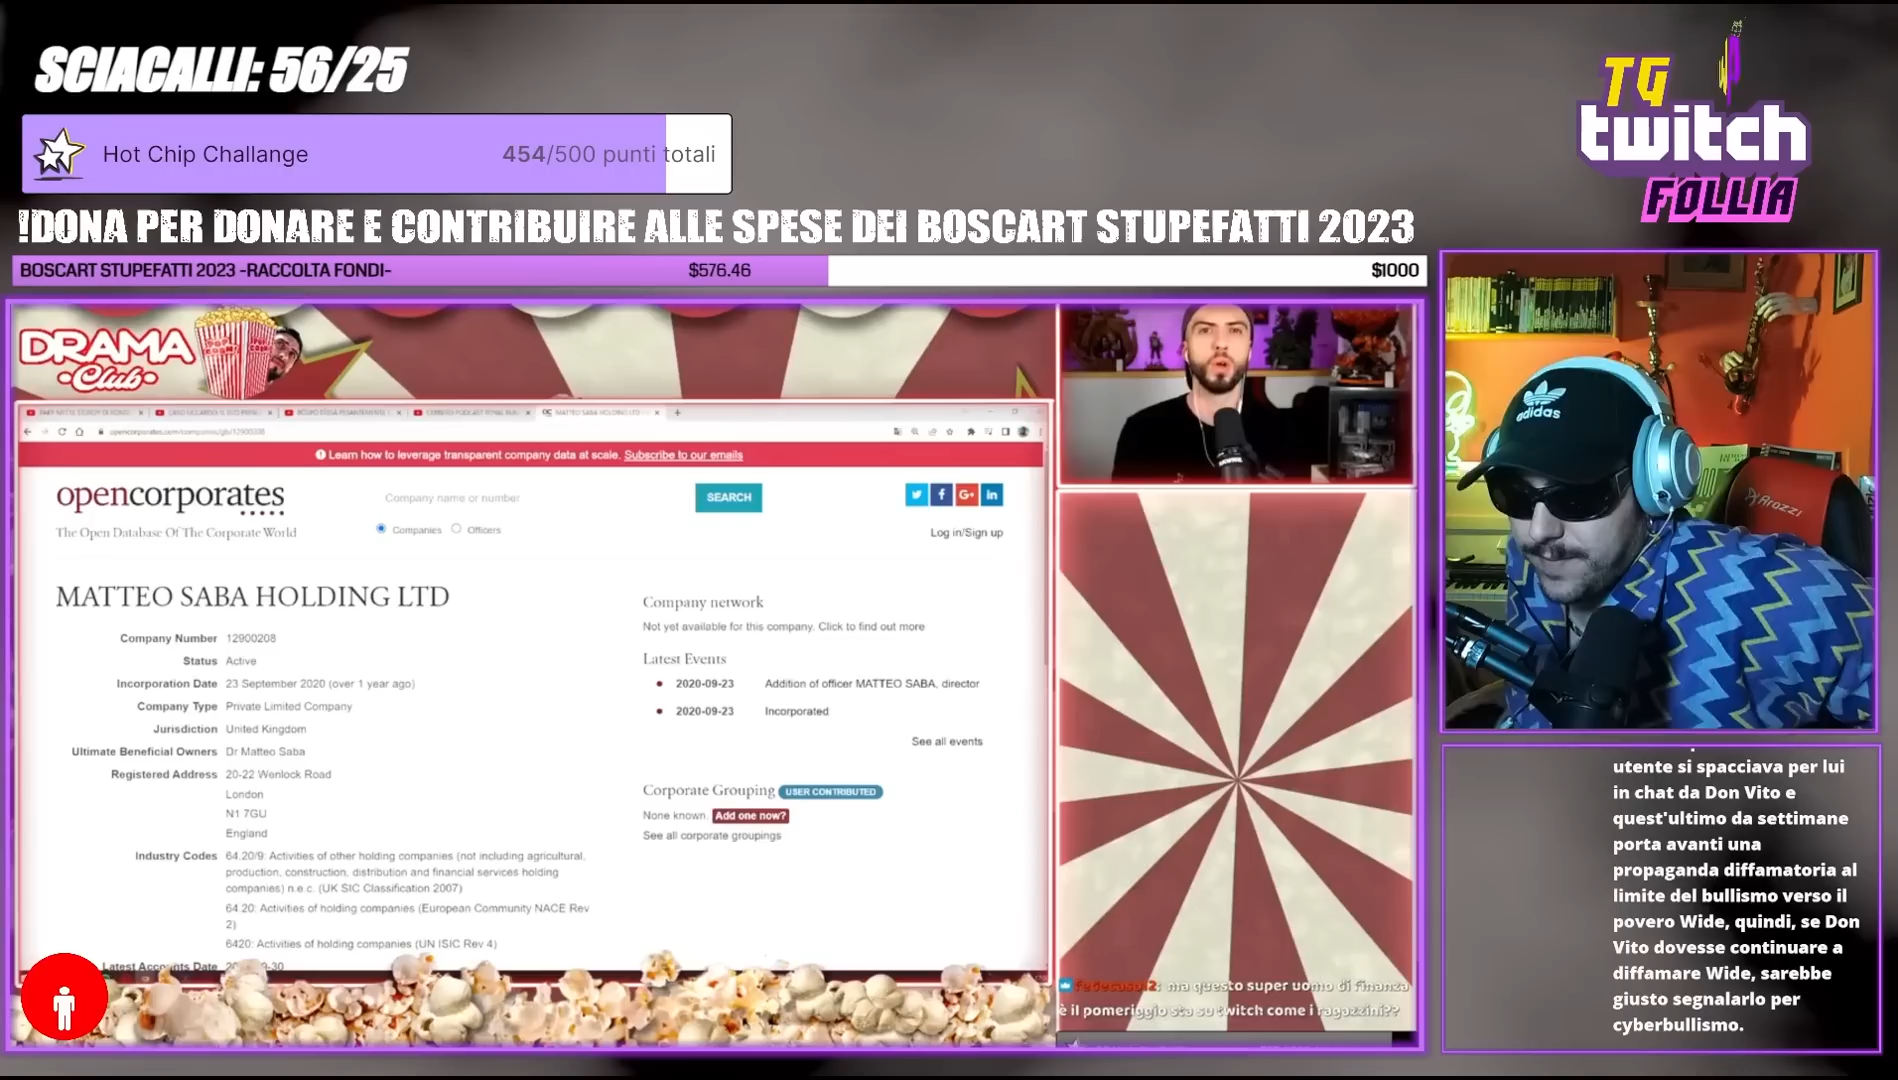 SCIACALLI: 56/25
Hot Chip Challange
454/500 punti totali
!DONA PER DONARE E CONTRIBUIRE ALLE SPESE DEI BOSCART STUPEFATTI 2023
BOSCART STUPEFATTI 2023 -RACCOLTA FONDI-
$576.46
$1000
TG
twitch
FOLLIA
DRAMA
Club
MATTEO SABA HOLDING LTD
Learn how to leverage transparent company data at scale. Subscribe to our emails
opencorporates
The Open Database Of The Corporate World
Company name or number
SEARCH
Companies
Officers
Log in/Sign up
MATTEO SABA HOLDING LTD
Company Number 12900208
Status Active
Incorporation Date 23 September 2020 (over 1 year ago)
Company Type Private Limited Company
Jurisdiction United Kingdom
Ultimate Beneficial Owners Dr Matteo Saba
Registered Address 20-22 Wenlock Road
London
N1 7GU
England
Industry Codes 64.20/9: Activities of other holding companies (not including agricultural,
production, construction, distribution and financial services holding
companies) n.e.c. (UK SIC Classification 2007)
64.20: Activities of holding companies (European Community NACE Rev
2)
6420: Activities of holding companies (UN ISIC Rev 4)
Latest Accounts Date
Company network
Not yet available for this company. Click to find out more
Latest Events
2020-09-23 Addition of officer MATTEO SABA, director
2020-09-23 Incorporated
See all events
Corporate Grouping USER CONTRIBUTED
None known. Add one now?
See all corporate groupings
ma questo super uomo di finanza
è il pomeriggio sta su twitch come i ragazzini??
adidas
Arozzi
utente si spacciava per lui
in chat da Don Vito e
quest'ultimo da settimane
porta avanti una
propaganda diffamatoria al
limite del bullismo verso il
povero Wide, quindi, se Don
Vito dovesse continuare a
diffamare Wide, sarebbe
giusto segnalarlo per
cyberbullismo.